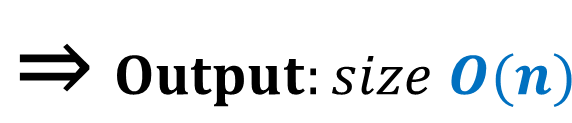 ⇒ Output: size O(n)